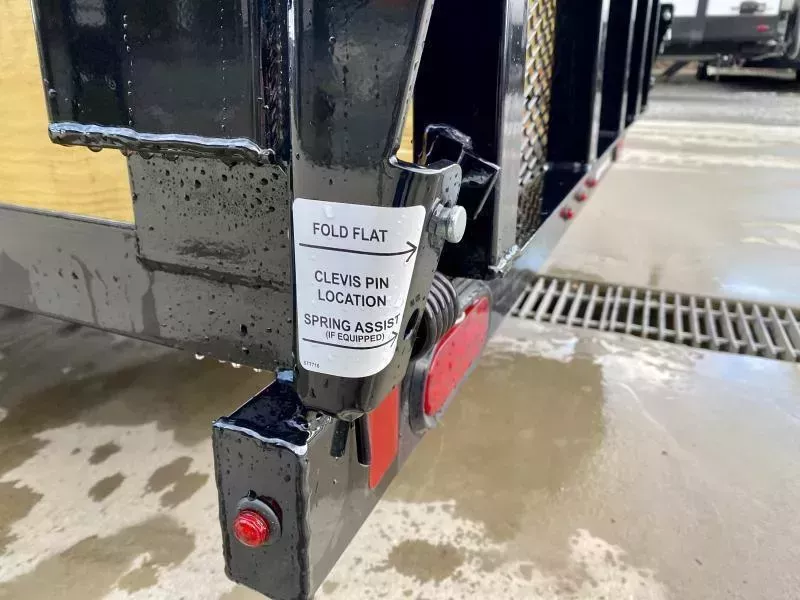 FOLD FLAT
CLEVIS PIN
LOCATION
SPRING ASSIST
(IF EQUIPPED)